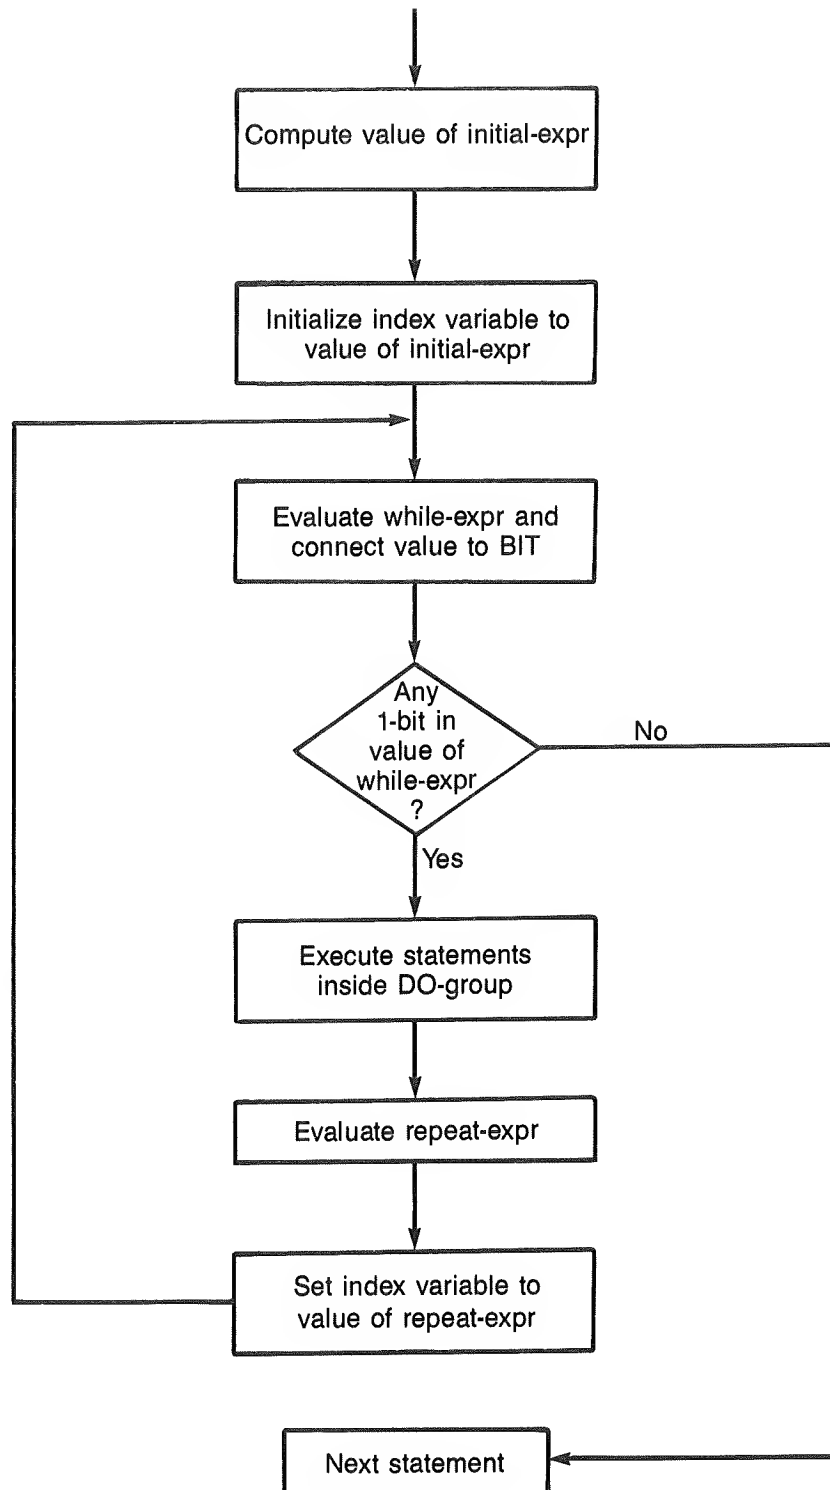 Compute value of initial-expr
Initialize index variable to
value of initial-expr
Evaluate while-expr and
connect value to BIT
Any
1-bit in
value of
while-expr
?
No
Yes
Execute statements
inside DO-group
Evaluate repeat-expr
Set index variable to
value of repeat-expr
Next statement